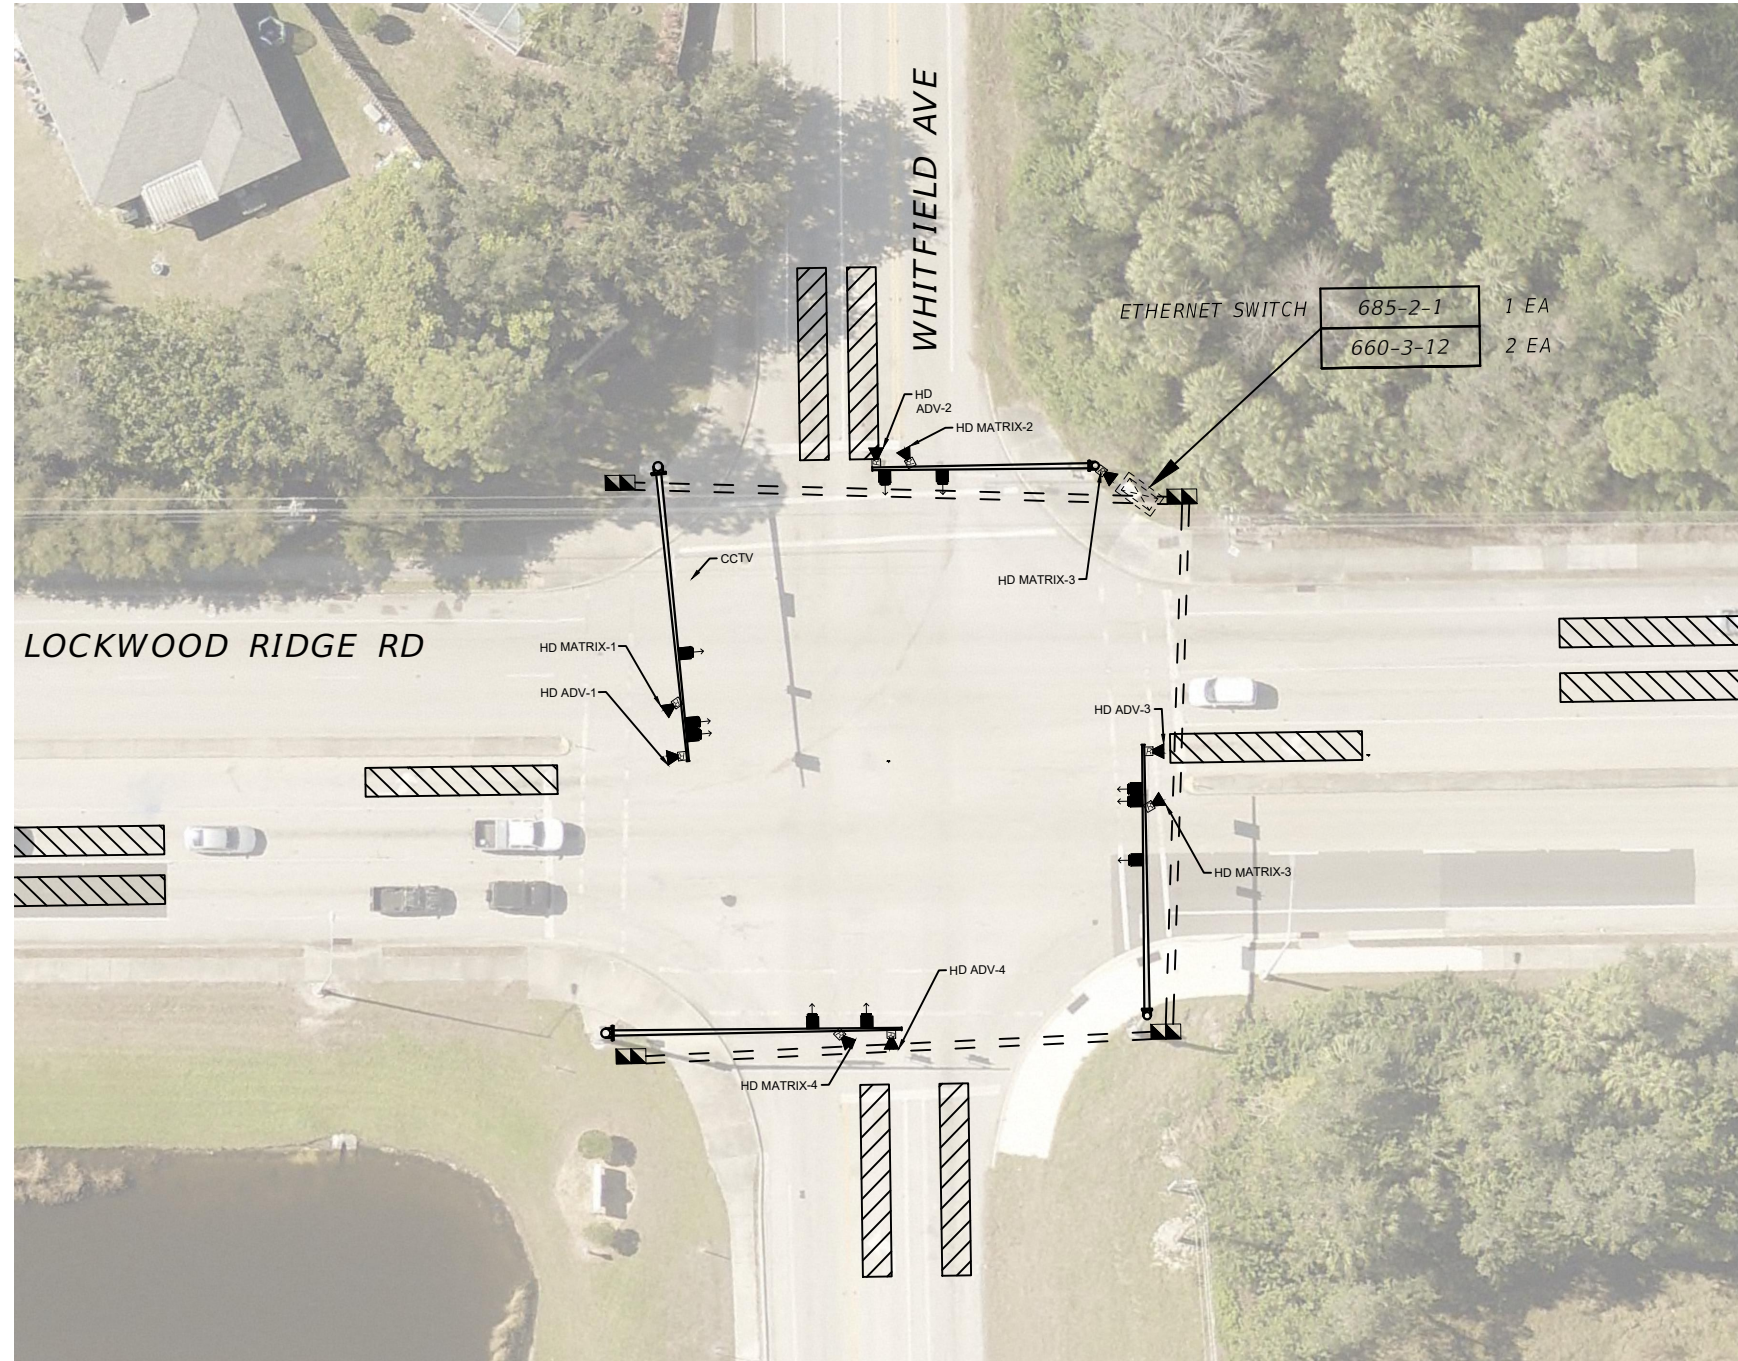 WHITFIELD AVE
ETHERNET SWITCH 685-2-1 1 EA
660-3-12 2 EA
HD
ADV-2
HD MATRIX-2
CCTV
HD MATRIX-3
LOCKWOOD RIDGE RD
HD MATRIX-1
HD ADV-1
HD ADV-3
HD MATRIX-3
HD ADV-4
HD MATRIX-4